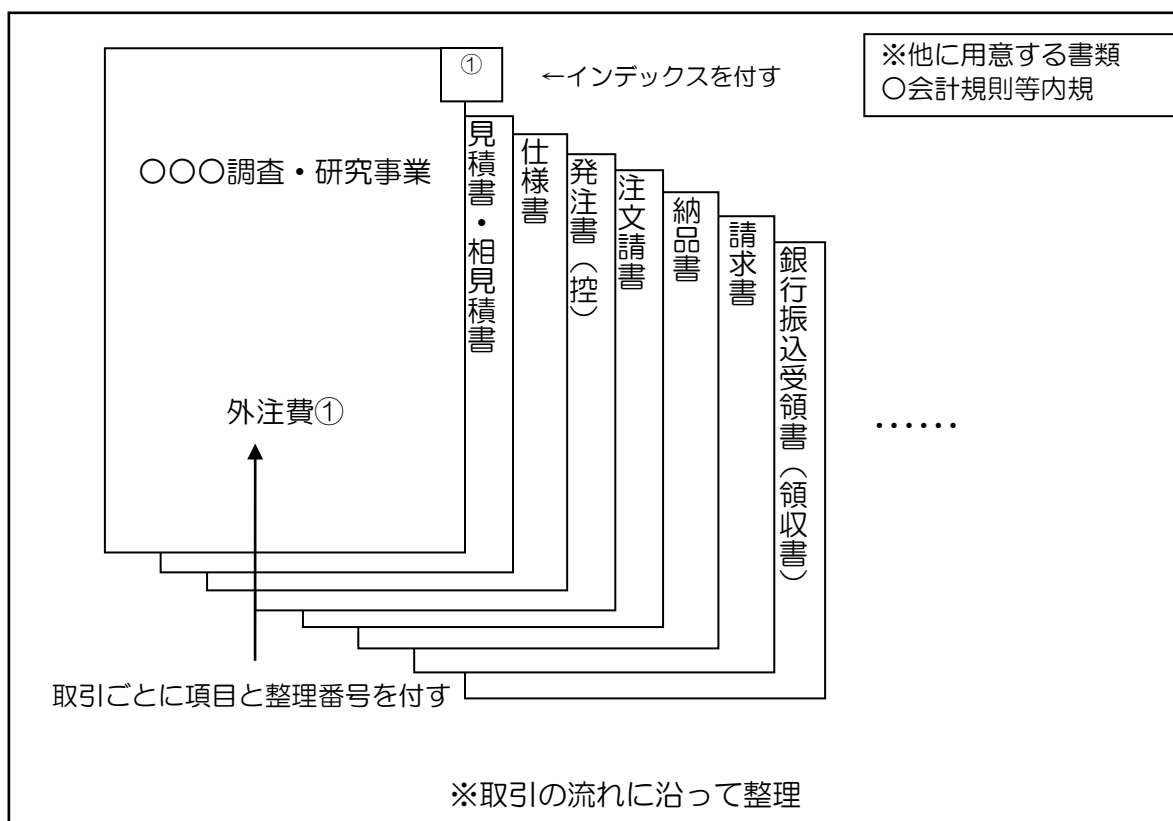 ①
←インデックスを付す
※他に用意する書類
〇会計規則等内規
〇〇〇調査・研究事業
見積書・相見積書
仕様書
発注書（控）
注文請書
納品書
請求書
銀行振込受領書（領収書）
……
外注費①
取引ごとに項目と整理番号を付す
※取引の流れに沿って整理